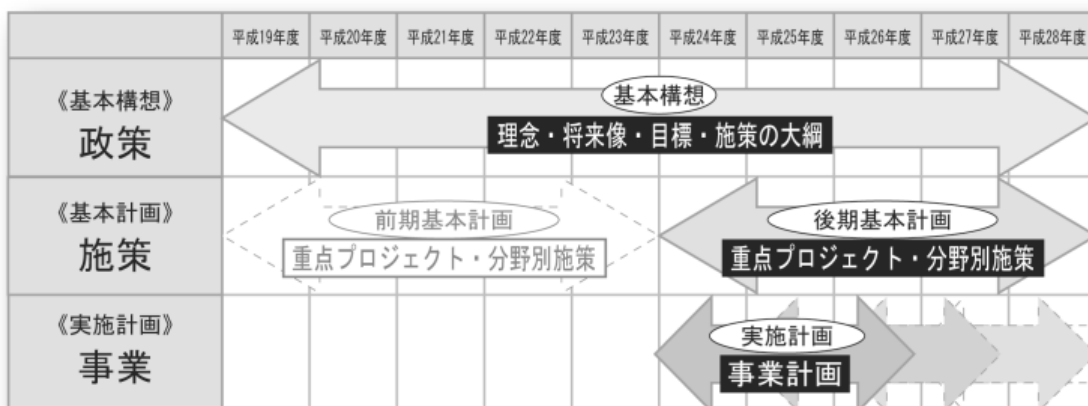 平成19年度 平成20年度 平成21年度 平成22年度 平成23年度 平成24年度 平成25年度 平成26年度 平成27年度 平成28年度
《基本構想》
政策
基本構想
理念・将来像・目標・施策の大綱
《基本計画》
施策
前期基本計画
重点プロジェクト・分野別施策
後期基本計画
重点プロジェクト・分野別施策
《実施計画》
事業
実施計画
事業計画